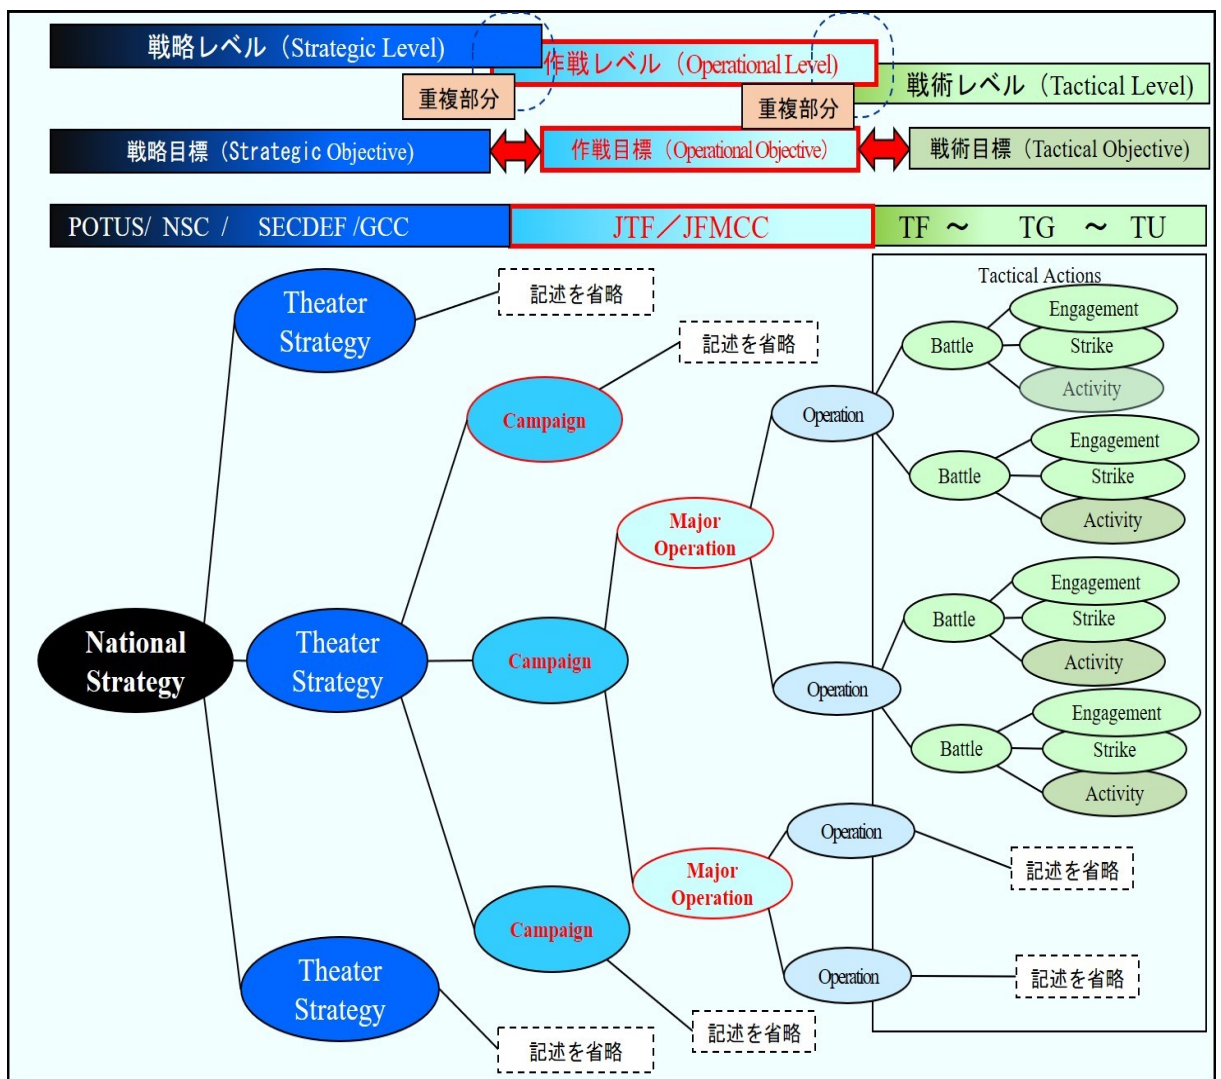 戦略レベル（Strategic Level）
作戦レベル（Operational Level）
戦術レベル（Tactical Level）
重複部分
重複部分
戦略目標（Strategic Objective）
作戦目標（Operational Objective）
戦術目標（Tactical Objective）
POTUS/ NSC / SECDEF /GCC
JTF／JFMCC
TF ～ TG ～ TU
Tactical Actions
Theater
Strategy
記述を省略
記述を省略
Campaign
Operation
Battle
Engagement
Strike
Activity
Battle
Engagement
Strike
Activity
Major
Operation
National
Strategy
Theater
Strategy
Campaign
Operation
Battle
Engagement
Strike
Activity
Battle
Engagement
Strike
Activity
Major
Operation
Operation
記述を省略
Operation
記述を省略
Campaign
記述を省略
Theater
Strategy
記述を省略